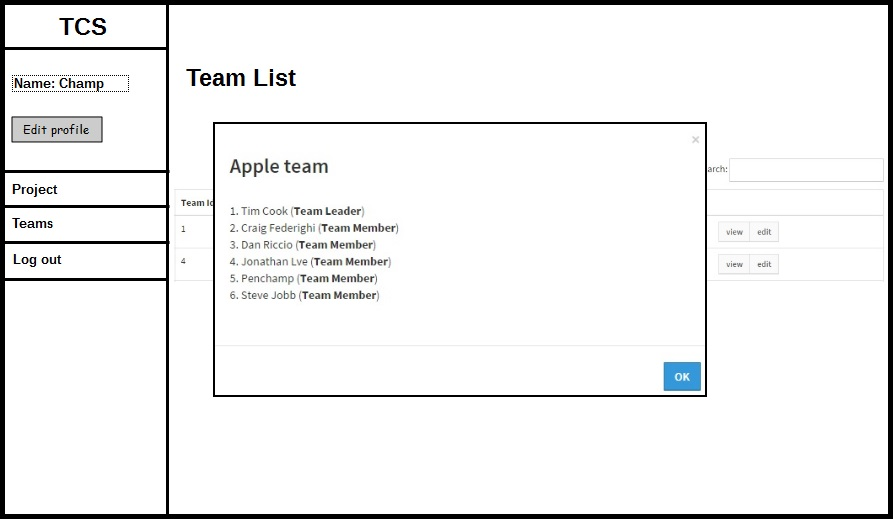 TCS
Name: Champ
Edit profile
Project
Teams
Log out
Team List
arch:
Team Id
1
view edit
4
view edit
×
Apple team
1. Tim Cook (Team Leader)
2. Craig Federighi (Team Member)
3. Dan Riccio (Team Member)
4. Jonathan Lve (Team Member)
5. Penchamp (Team Member)
6. Steve Jobb (Team Member)
OK